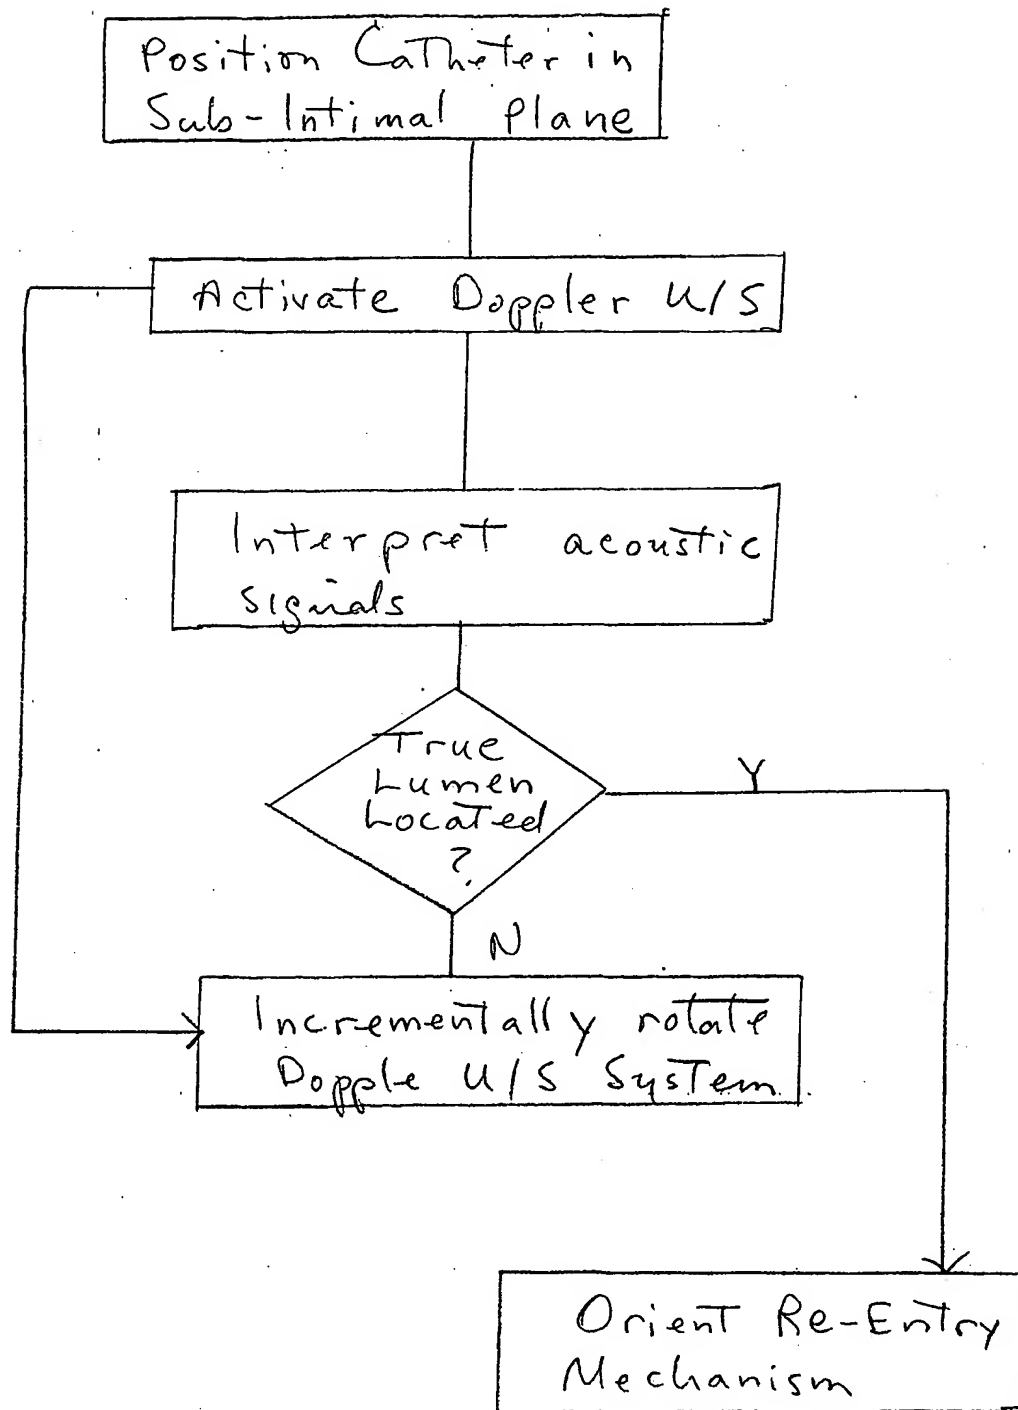 Position Catheter in
Sub-Intimal Plane
Activate Doppler U/S
Interpret acoustic
signals
True
Lumen
Located
?
Y
N
Incrementally rotate
Dopple U/S System
Orient Re-Entry
Mechanism